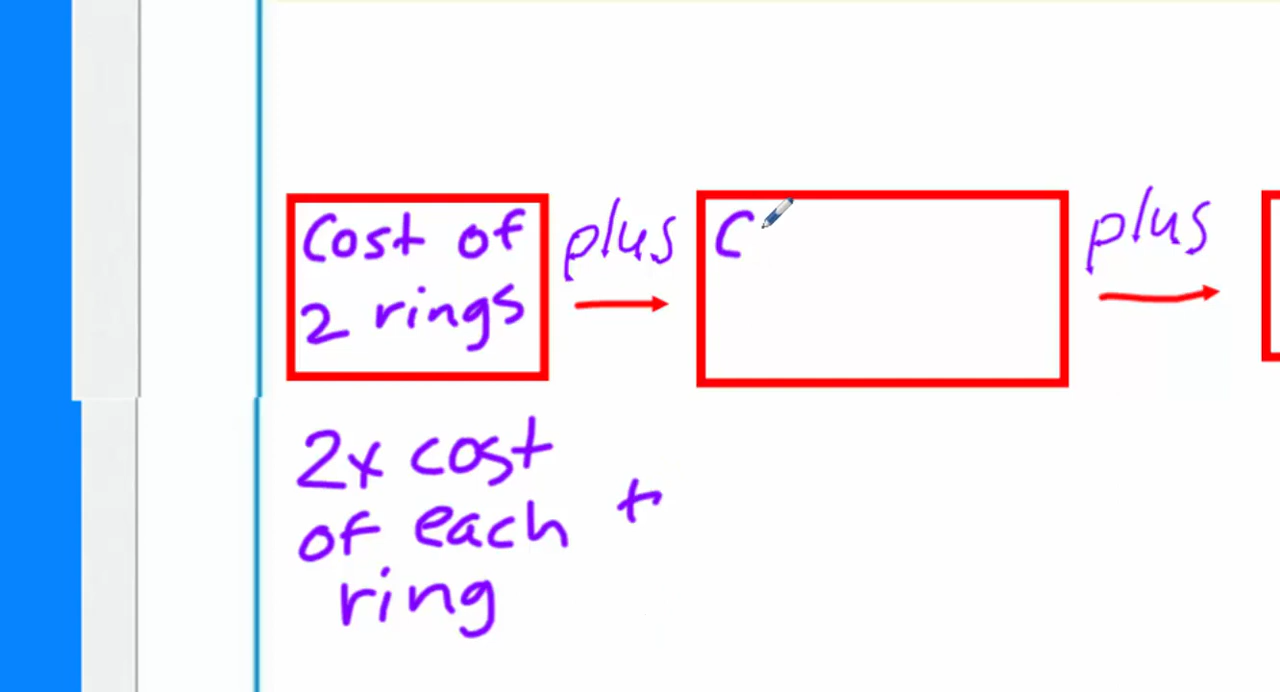 Cost of
2 rings
plus
C
plus
2x cost
of each
ring
+